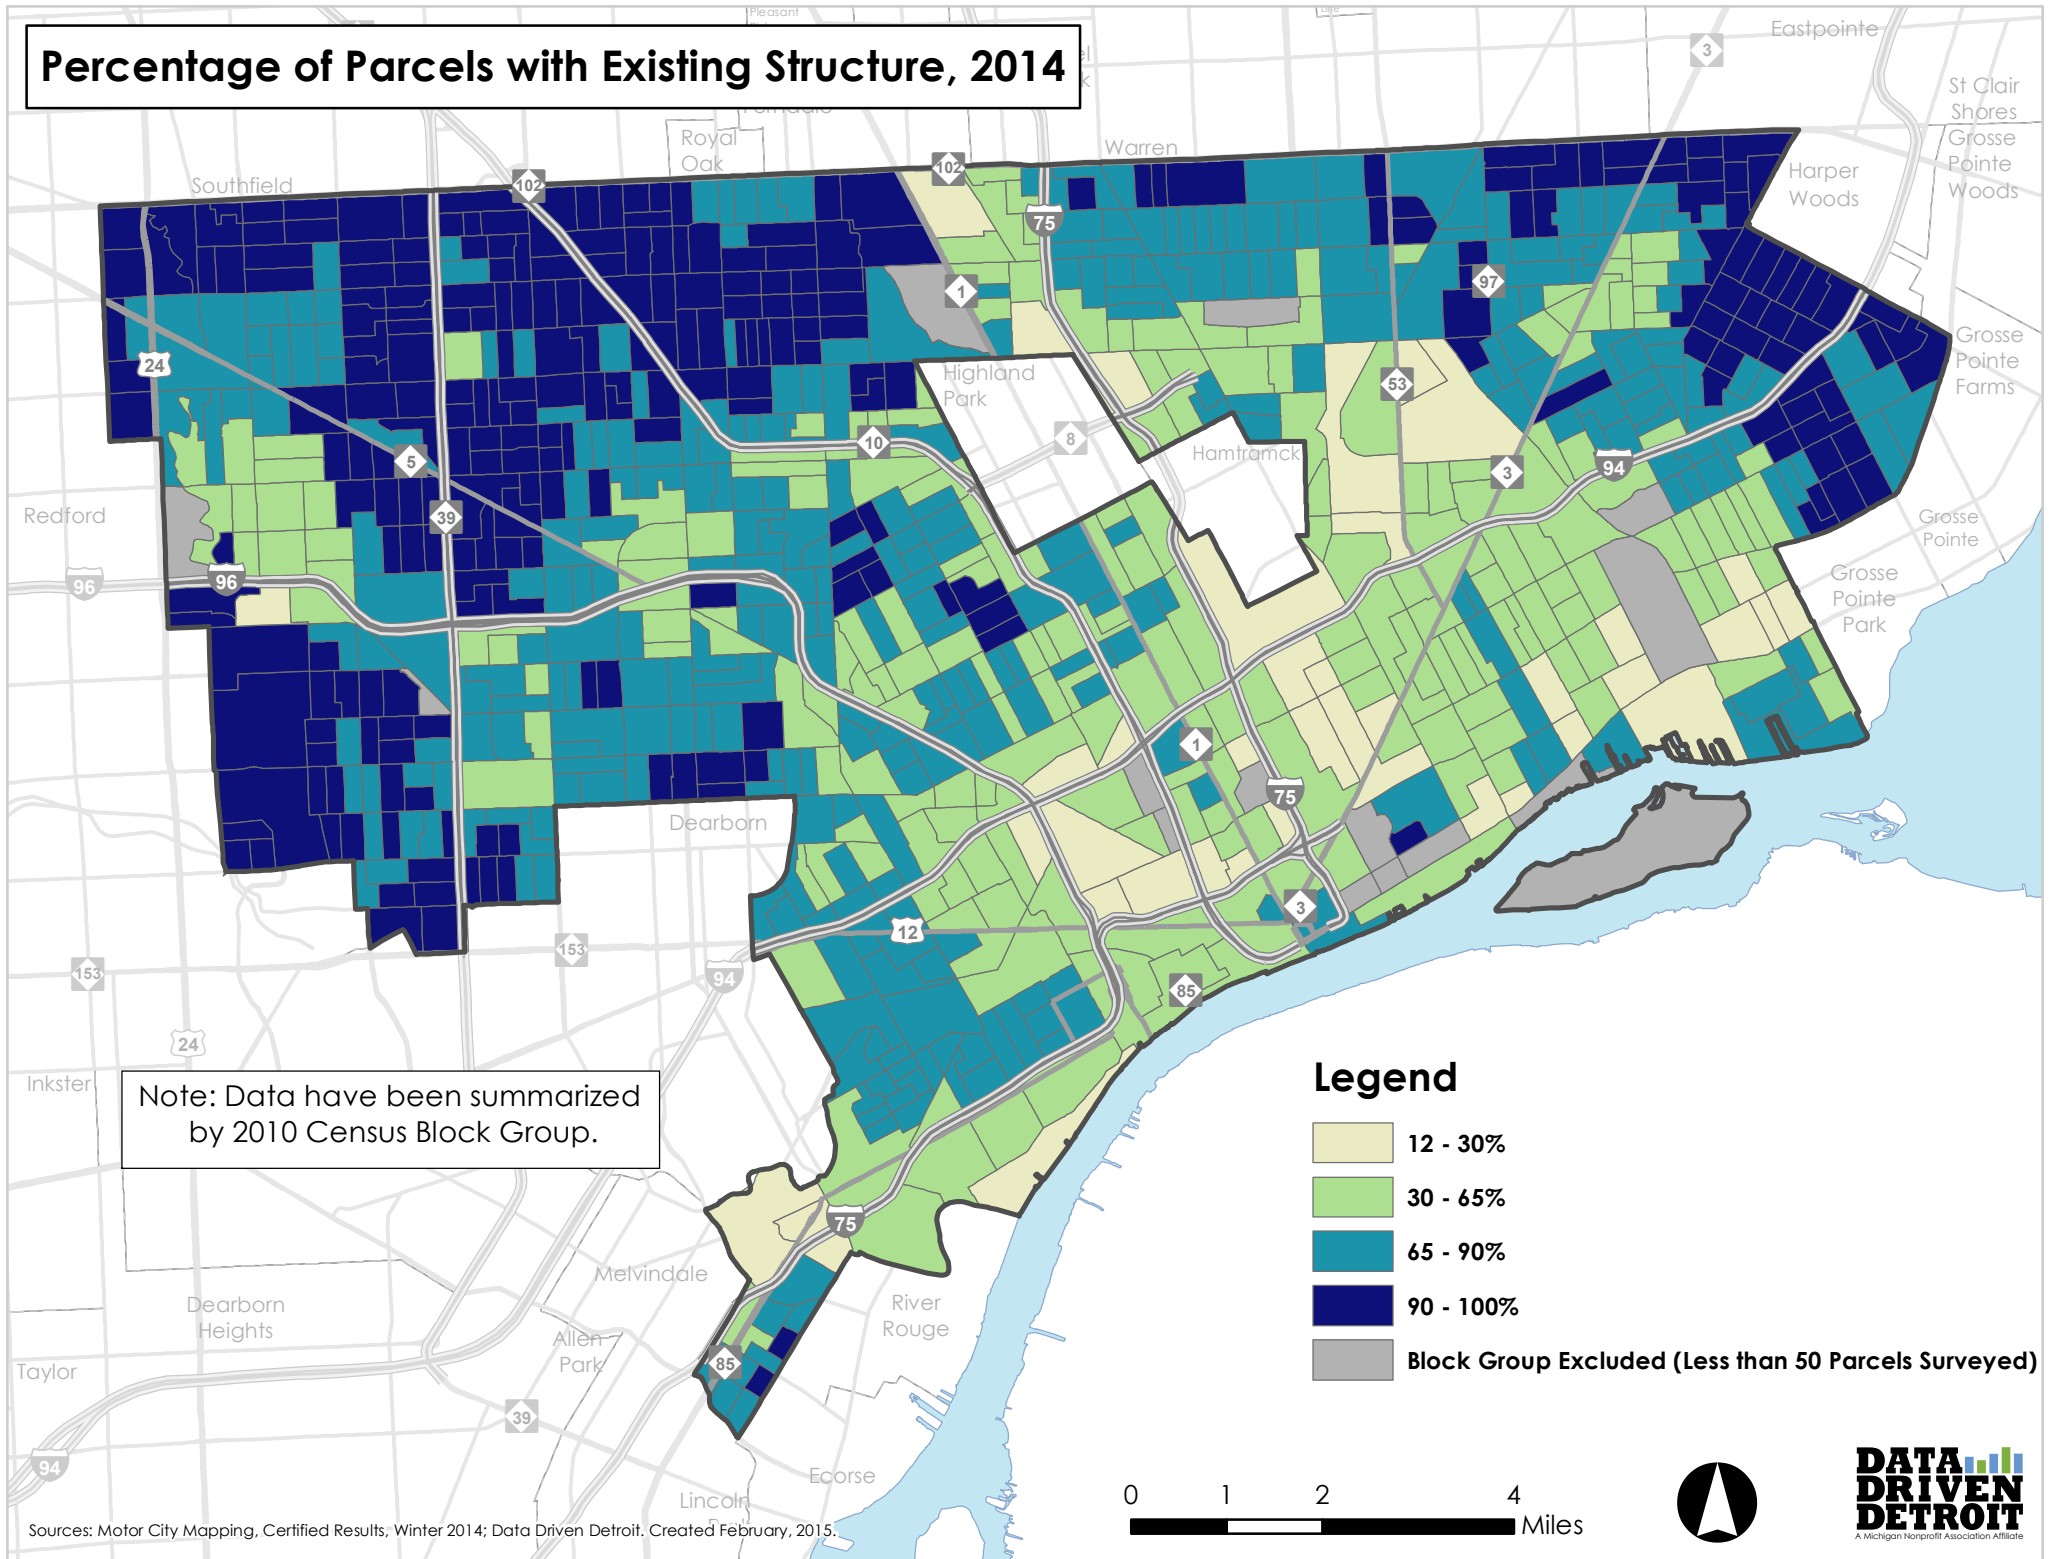 Pleasant
Percentage of Parcels with Existing Structure, 2014
3
Eastpointe
St Clair
Shores
Royal
Oak
Warren
Grosse
Pointe
Woods
Harper
Woods
Southfield
102
102
75
1
97
24
Highland
Park
53
Grosse
Pointe
Farms
10
8
Hamtramck
5
3
94
39
Redford
Grosse
Pointe
96
96
Grosse
Pointe
Park
1
75
Dearborn
3
12
153
153
94
85
24
Inkster
Note: Data have been summarized
by 2010 Census Block Group.
Legend
12 - 30%
30 - 65%
65 - 90%
90 - 100%
Block Group Excluded (Less than 50 Parcels Surveyed)
75
Melvindale
Dearborn
Heights
River
Rouge
Allen
Park
85
Taylor
39
94
Ecorse
Lincoln
0 1 2 4
Miles
DATA
DRIVEN
DETROIT
A Michigan Nonprofit Association Affiliate
Sources: Motor City Mapping, Certified Results, Winter 2014; Data Driven Detroit. Created February, 2015.